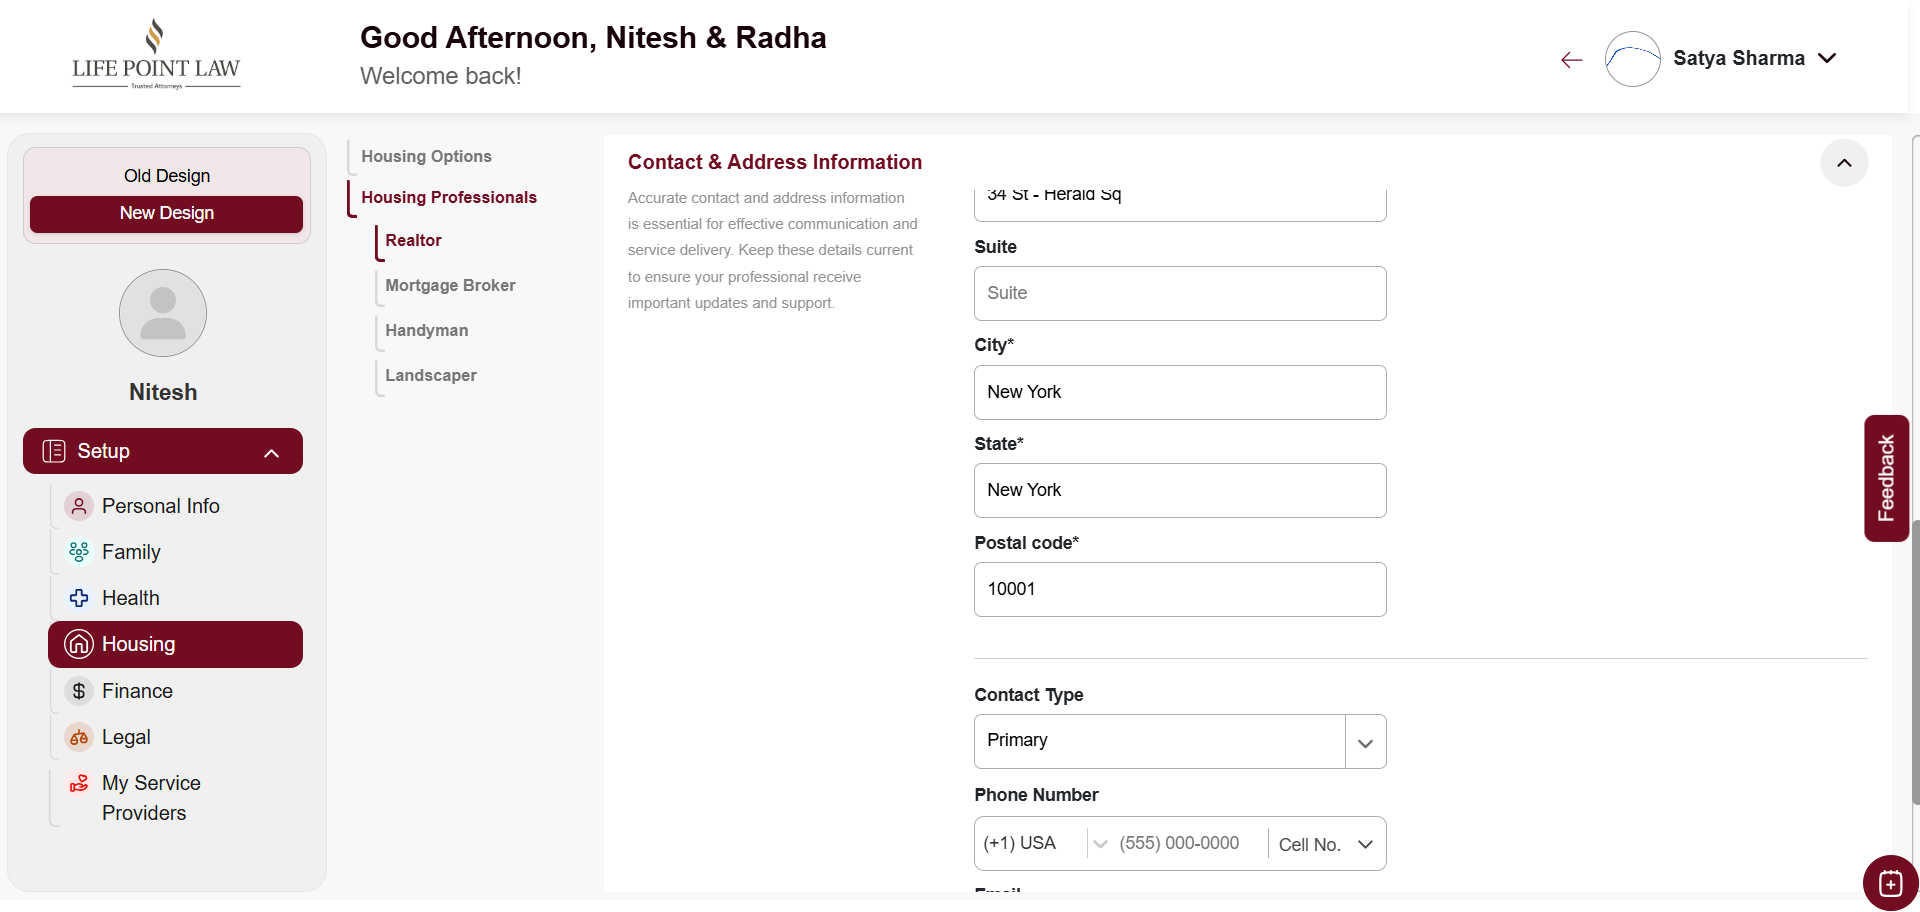 LIFE POINT LAW
Trusted Attorneys
Good Afternoon, Nitesh & Radha
Welcome back!
Satya Sharma
Old Design
New Design
Nitesh
Setup
Personal Info
Family
Health
Housing
Finance
Legal
My Service
Providers
Housing Options
Housing Professionals
Realtor
Mortgage Broker
Handyman
Landscaper
Contact & Address Information
Accurate contact and address information
is essential for effective communication and
service delivery. Keep these details current
to ensure your professional receive
important updates and support.
34 St - Herald Sq
Suite
Suite
City*
New York
State*
New York
Postal code*
10001
Contact Type
Primary
Phone Number
(+1) USA (555) 000-0000 Cell No.
Email
Feedback